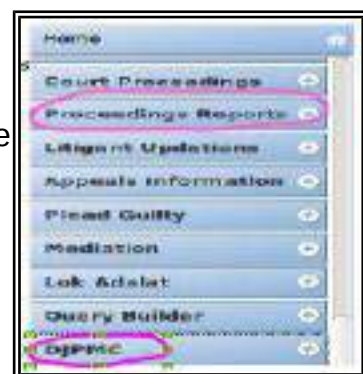 Home
Court Proceedings
Proceedings Reports
e
Litigant Updations
Appeals Information
Plead Guilty
Mediation
Lok Adalat
Query Builder